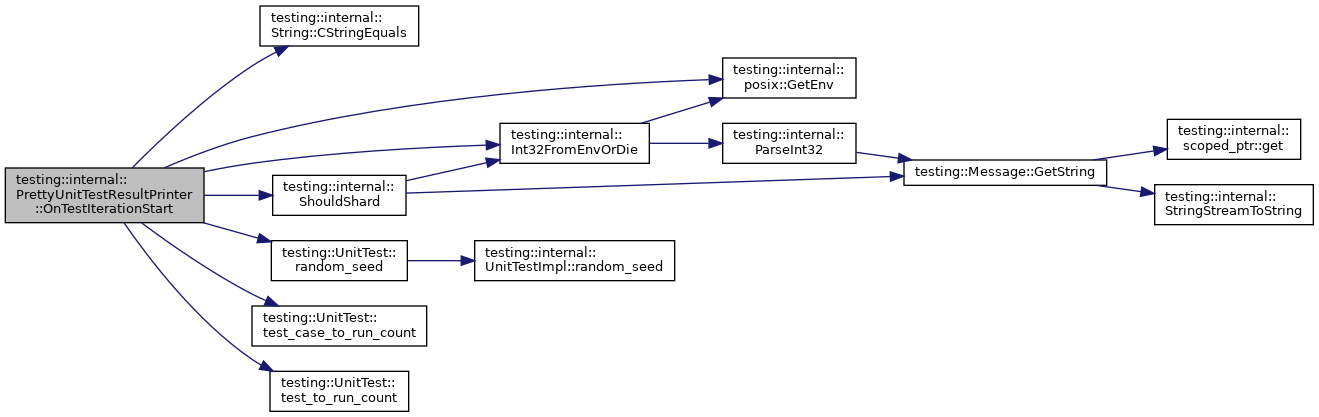 testing::internal::
String::CStringEquals
testing::internal::
posix::GetEnv
testing::internal::
Int32FromEnvOrDie
testing::internal::
ParseInt32
testing::internal::
scoped_ptr::get
testing::Message::GetString
testing::internal::
PrettyUnitTestResultPrinter
::OnTestIterationStart
testing::internal::
ShouldShard
testing::internal::
StringStreamToString
testing::UnitTest::
random_seed
testing::internal::
UnitTestImpl::random_seed
testing::UnitTest::
test_case_to_run_count
testing::UnitTest::
test_to_run_count